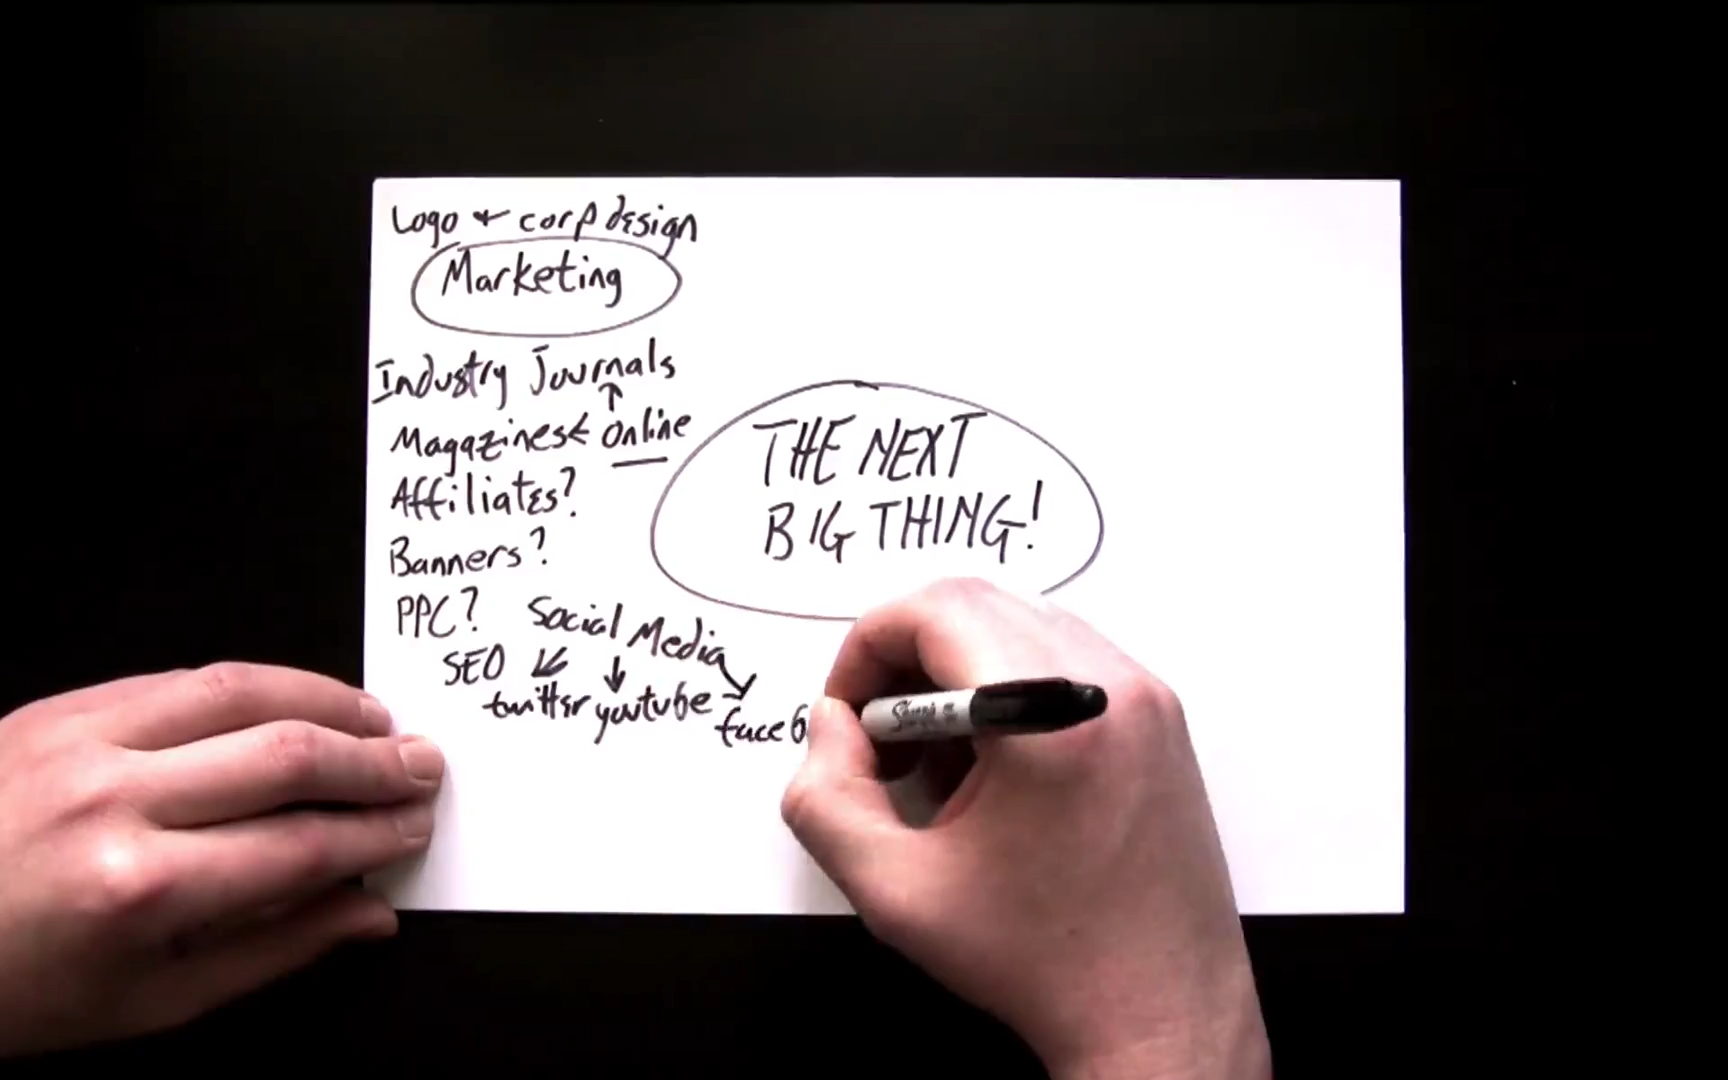 Logo + corp design
Marketing
Industry Journals
Magazines Online
Affiliates?
Banners?
PPC?
SEO
Social Media
twitter youtube faceb
THE NEXT
BIG THING!
Sharpie